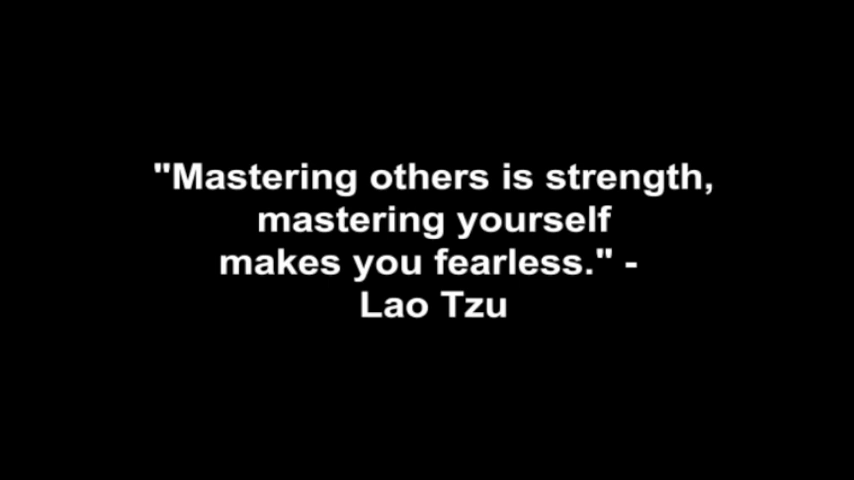 "Mastering others is strength,
mastering yourself
makes you fearless." -
Lao Tzu